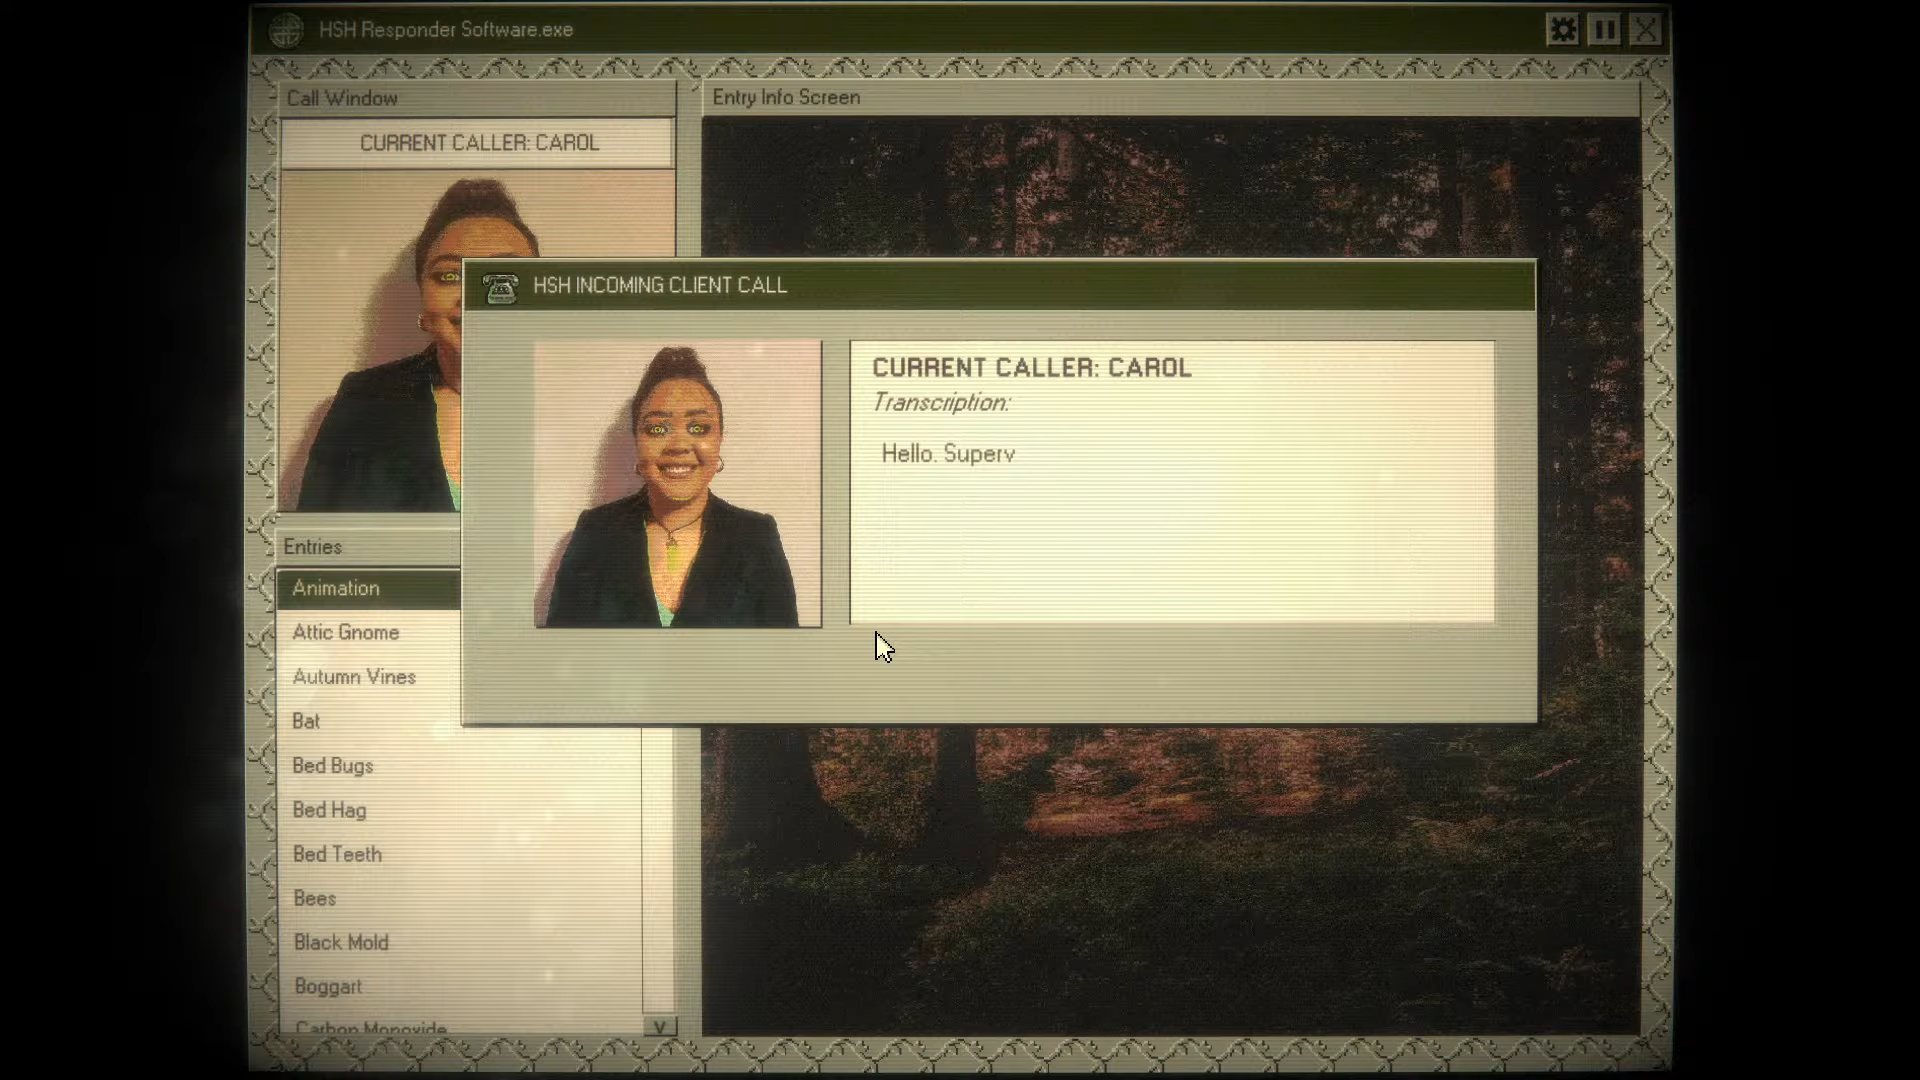 HSH Responder Software.exe
Call Window
CURRENT CALLER: CAROL
Entry Info Screen
HSH INCOMING CLIENT CALL
CURRENT CALLER: CAROL
Transcription:
Hello. Superv
Entries
Animation
Attic Gnome
Autumn Vines
Bat
Bed Bugs
Bed Hag
Bed Teeth
Bees
Black Mold
Boggart
Carbon Monoxide
V